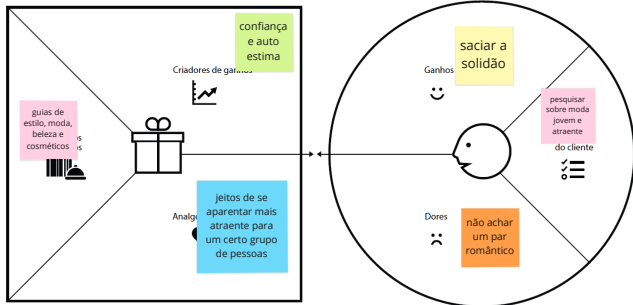 confiança
e auto
estima
Criadores de ganhos
guias de
estilo, moda,
beleza e
cosméticos
jeitos de se
aparentar mais
atraente para
um certo grupo
de pessoas
saciar a
solidão
Ganhos
pesquisar
sobre moda
jovem e
atraente
do cliente
Dores
não achar
um par
romântico